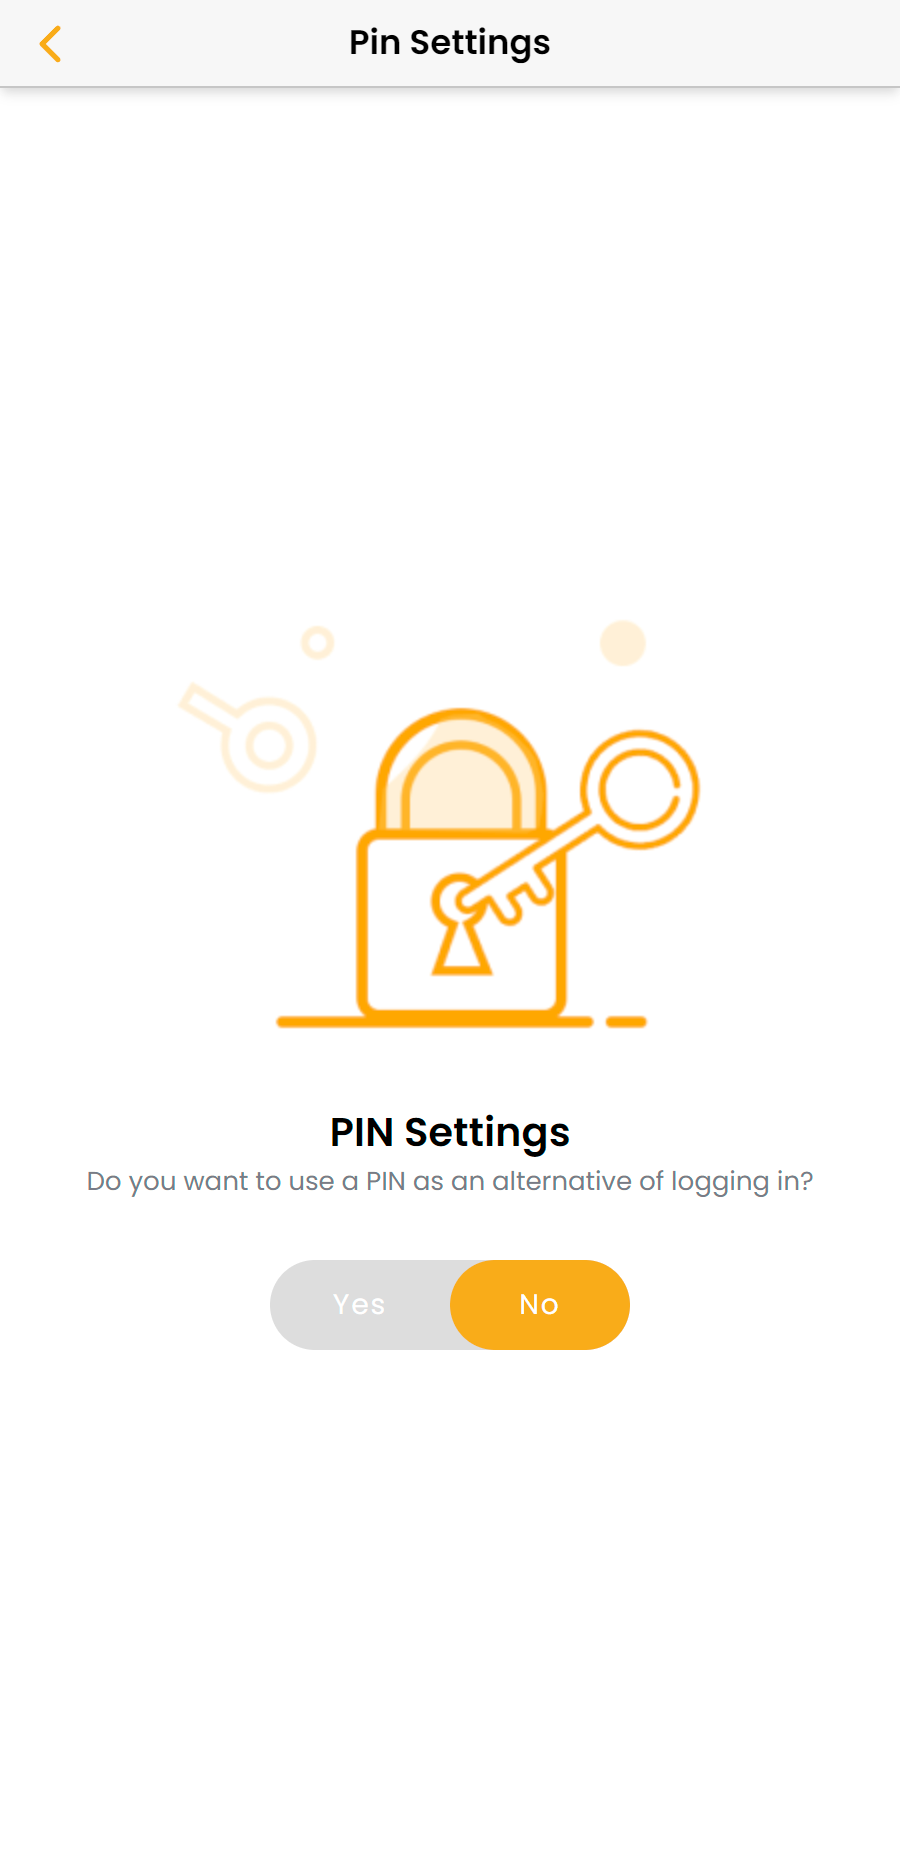 Pin Settings
PIN Settings
Do you want to use a PIN as an alternative of logging in?
Yes
No